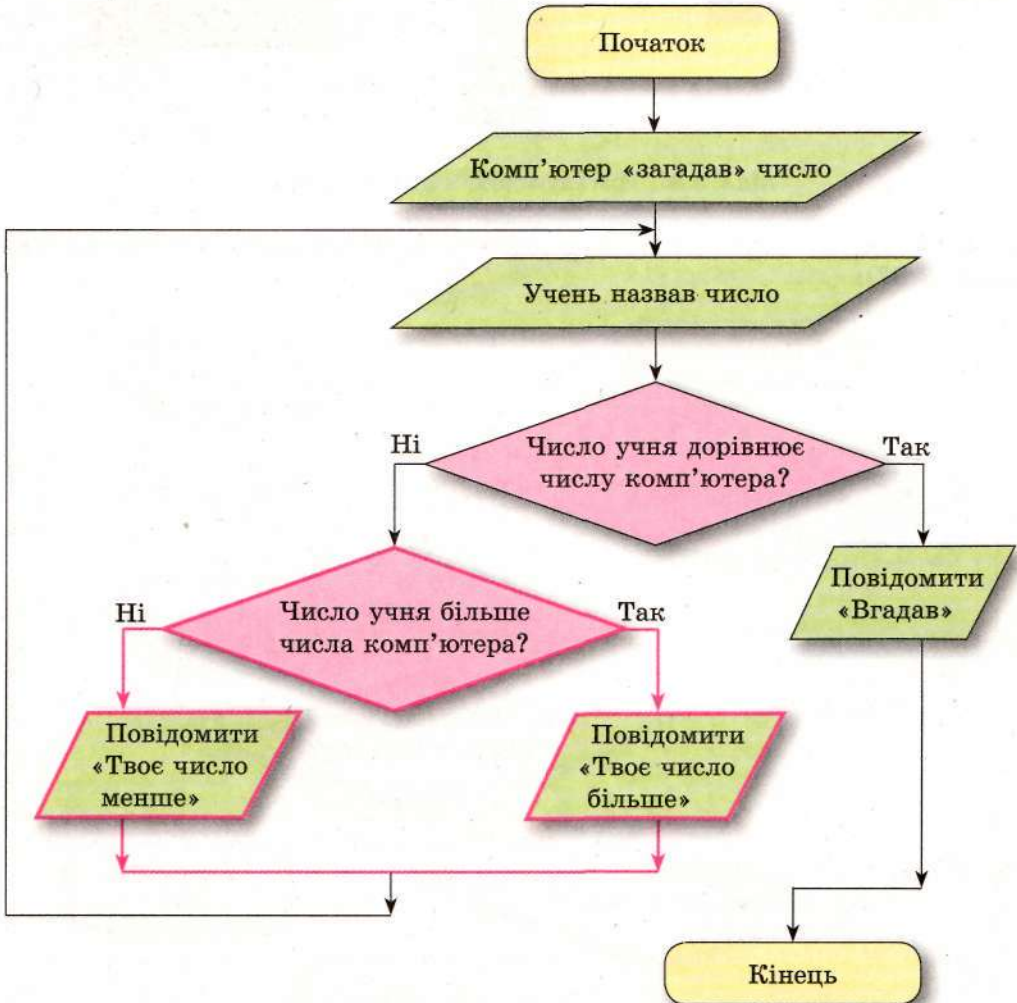 Початок
Комп’ютер «загадав» число
Учень назвав число
Ні
Число учня дорівнює
числу комп’ютера?
Так
Ні
Число учня більше
числа комп’ютера?
Так
Повідомити
«Вгадав»
Повідомити
«Твоє число
менше»
Повідомити
«Твоє число
більше»
Кінець